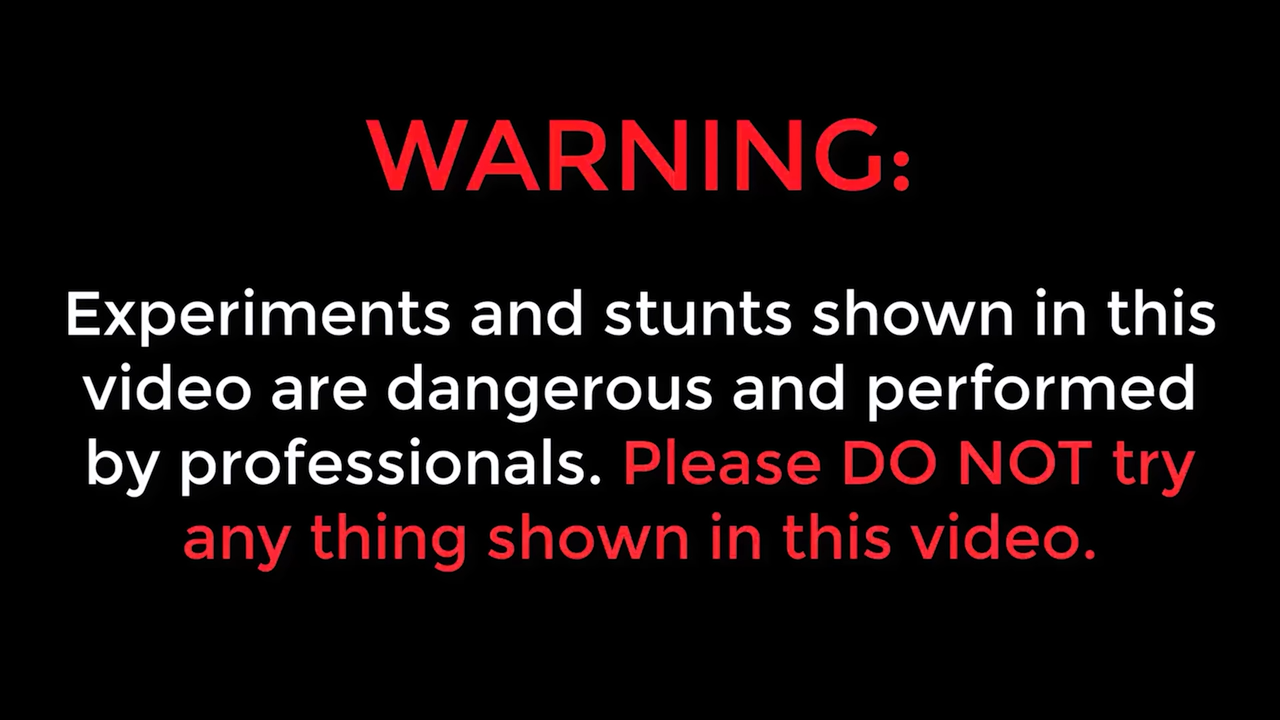 WARNING:
Experiments and stunts shown in this
video are dangerous and performed
by professionals. Please DO NOT try
any thing shown in this video.